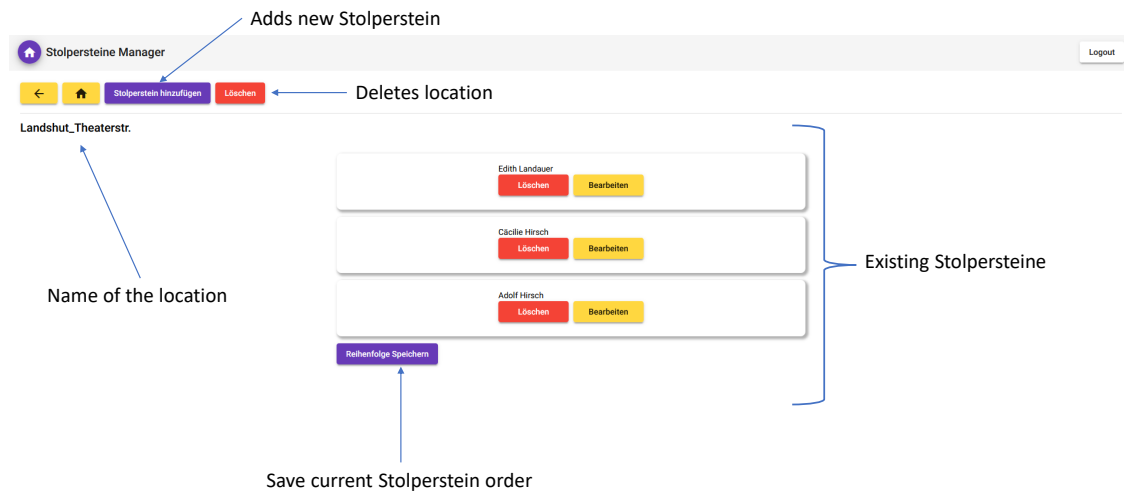 Adds new Stolperstein
Stolpersteine Manager
Logout
Stolperstein hinzufügen
Löschen
Deletes location
Landshut_Theaterstr.
Edith Landauer
Löschen Bearbeiten
Cäcilie Hirsch
Löschen Bearbeiten
Existing Stolpersteine
Name of the location
Adolf Hirsch
Löschen Bearbeiten
Reihenfolge Speichern
Save current Stolperstein order